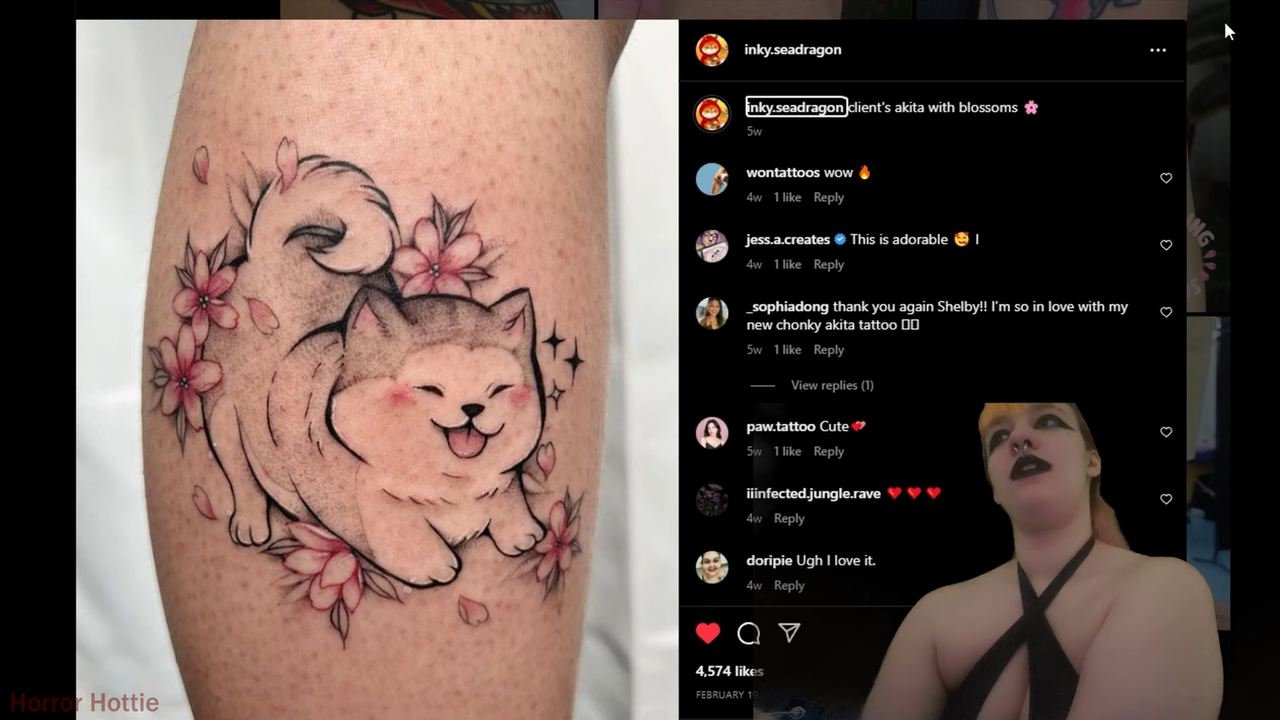 inky.seadragon
inky.seadragon client's akita with blossoms 🌸
5w
wontattoos wow 🔥
4w 1 like Reply
jess.a.creates This is adorable 🥰 I
4w 1 like Reply
_sophiadong thank you again Shelby!! I'm so in love with my
new chonky akita tattoo ▯▯
5w 1 like Reply
View replies (1)
paw.tattoo Cute💕
5w 1 like Reply
iiinfected.jungle.rave ❤️ ❤️ ❤️
4w Reply
doripie Ugh I love it.
4w Reply
4,574 likes
FEBRUARY
Horror Hottie